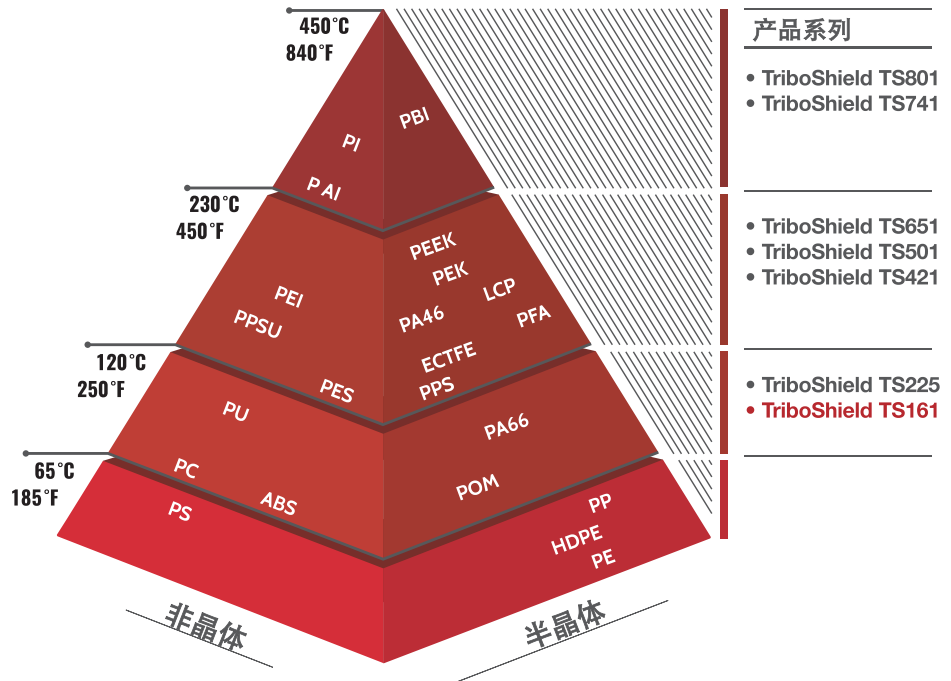 450°C
840°F
产品系列
• TriboShield TS801
• TriboShield TS741
PI
PBI
P AI
230°C
450°F
• TriboShield TS651
• TriboShield TS501
• TriboShield TS421
PEEK
PEK
LCP
PEI
PPSU
PA46
PFA
ECTFE
PES
PPS
120°C
250°F
• TriboShield TS225
• TriboShield TS161
PU
PA66
PC
ABS
POM
65°C
185°F
PS
PP
HDPE
PE
非晶体
半晶体